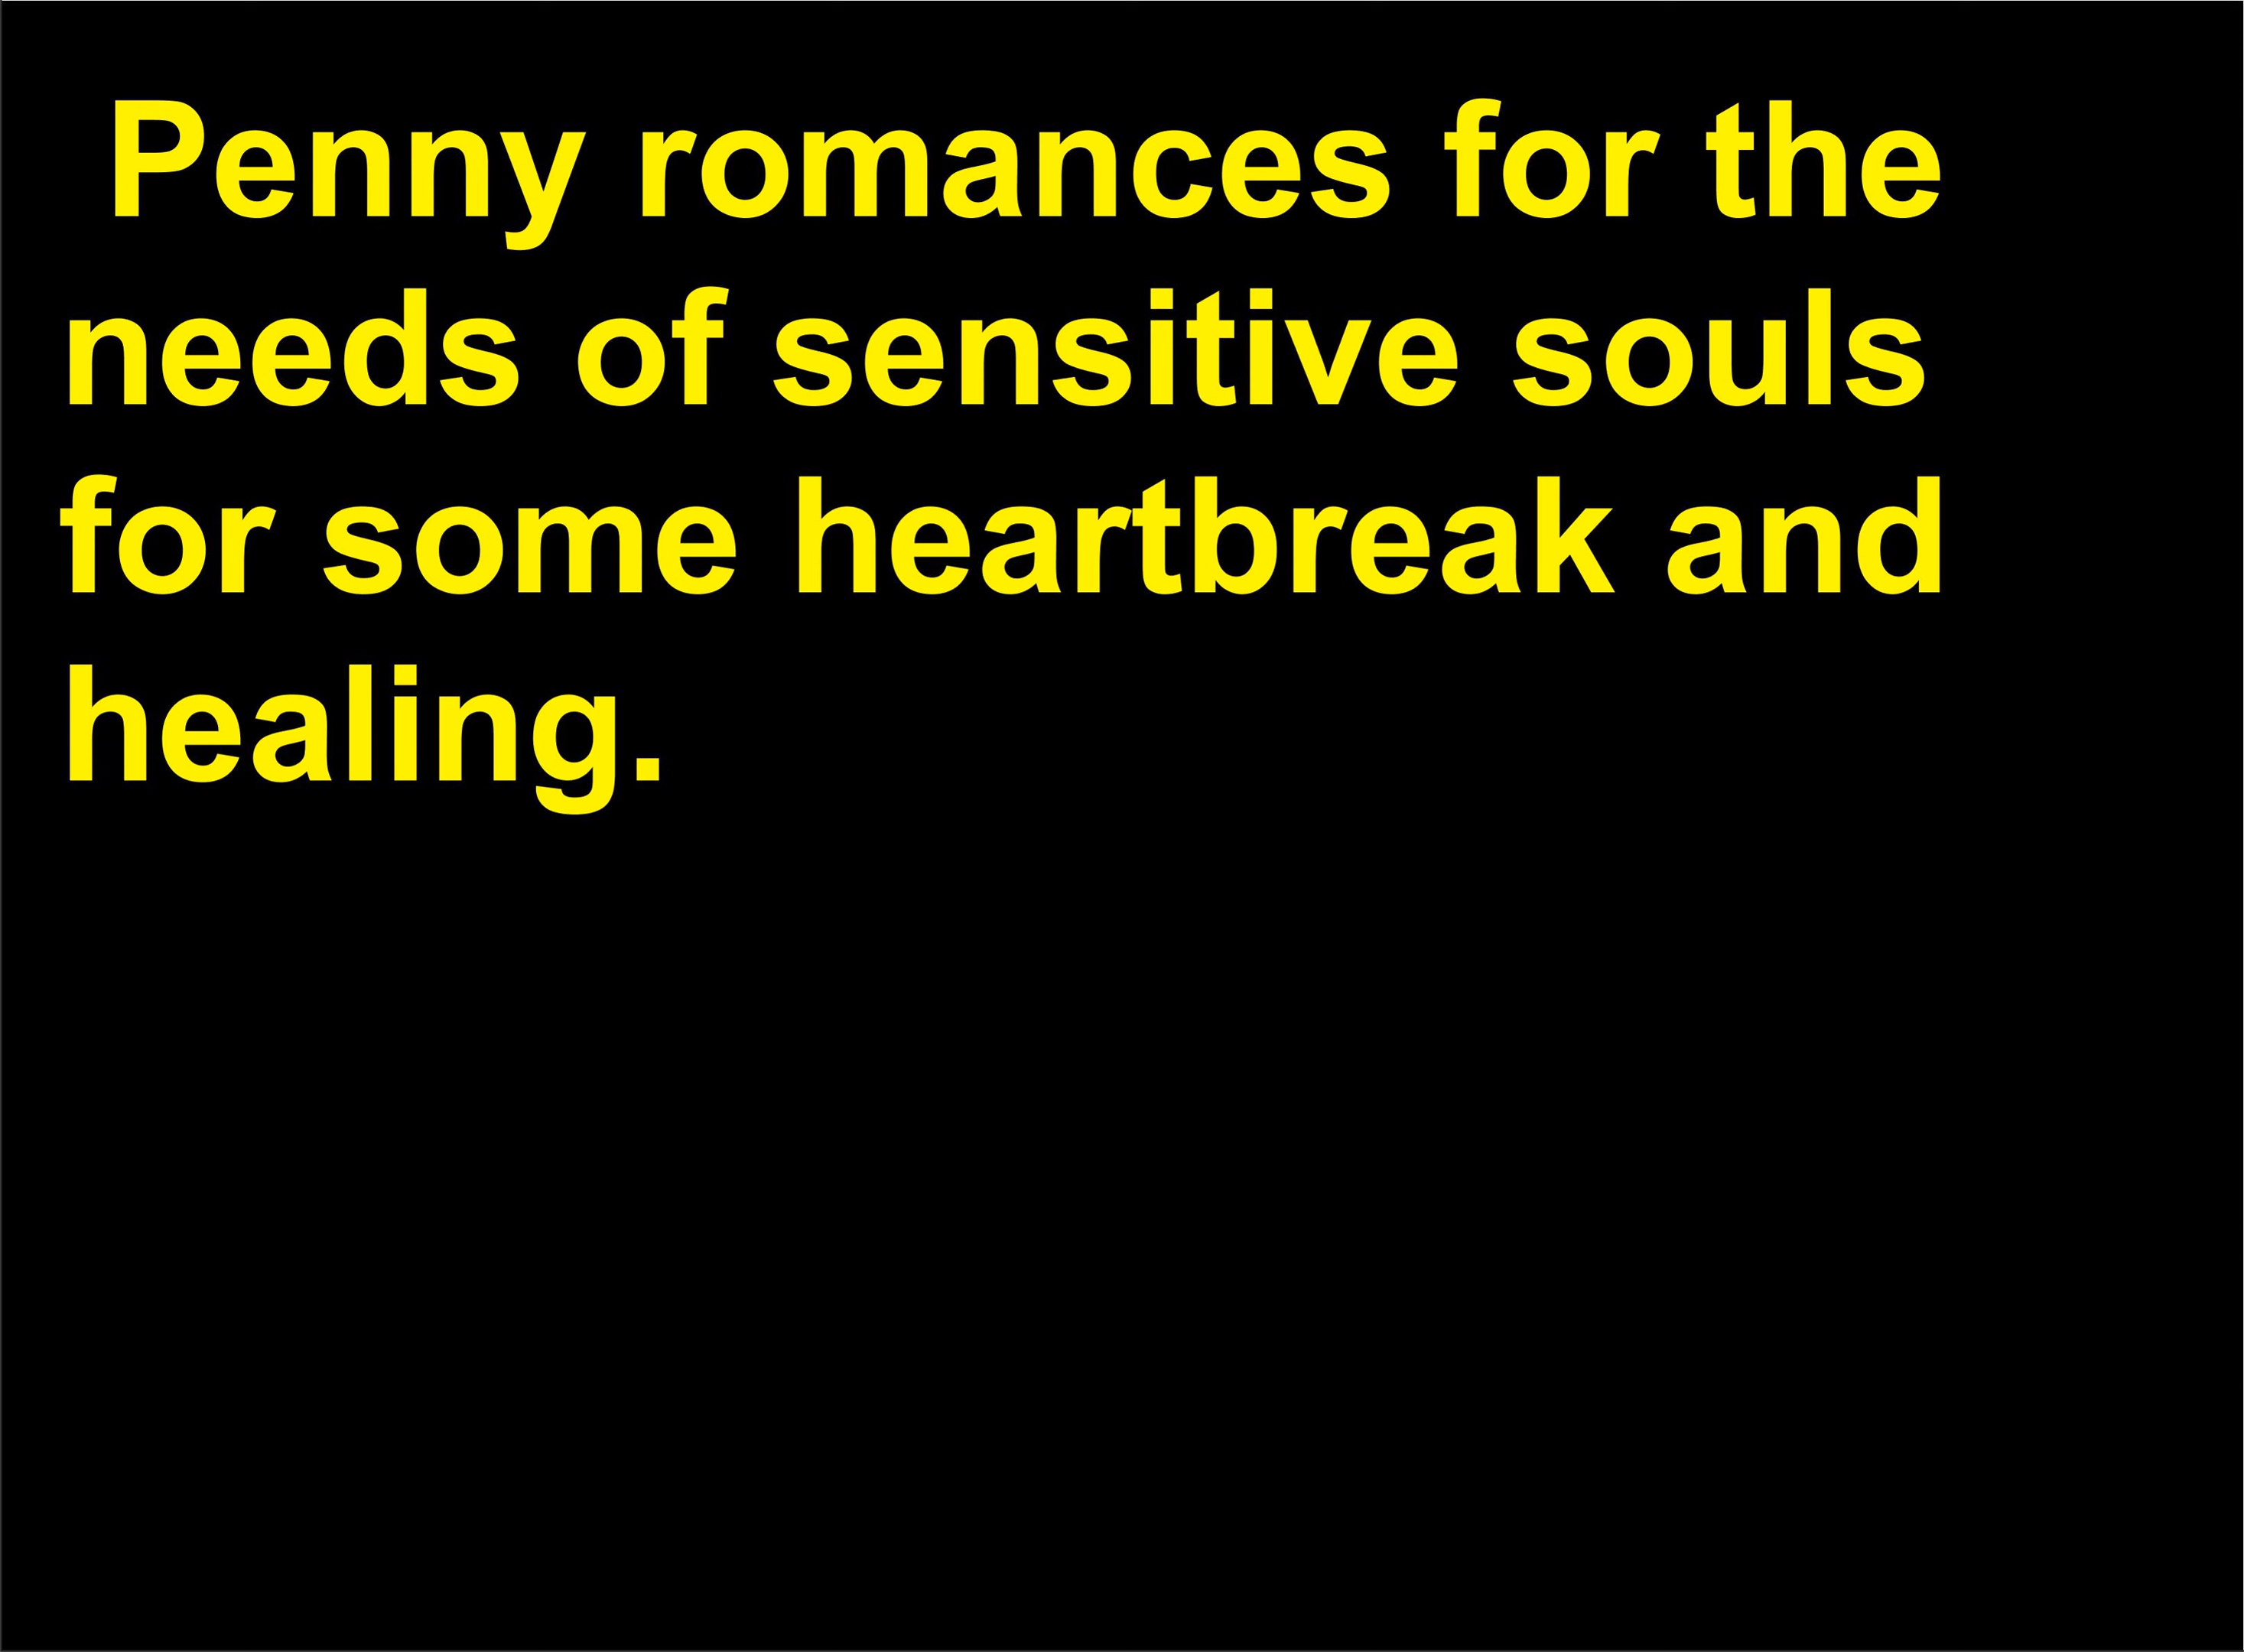 Penny romances for the
needs of sensitive souls
for some heartbreak and
healing.